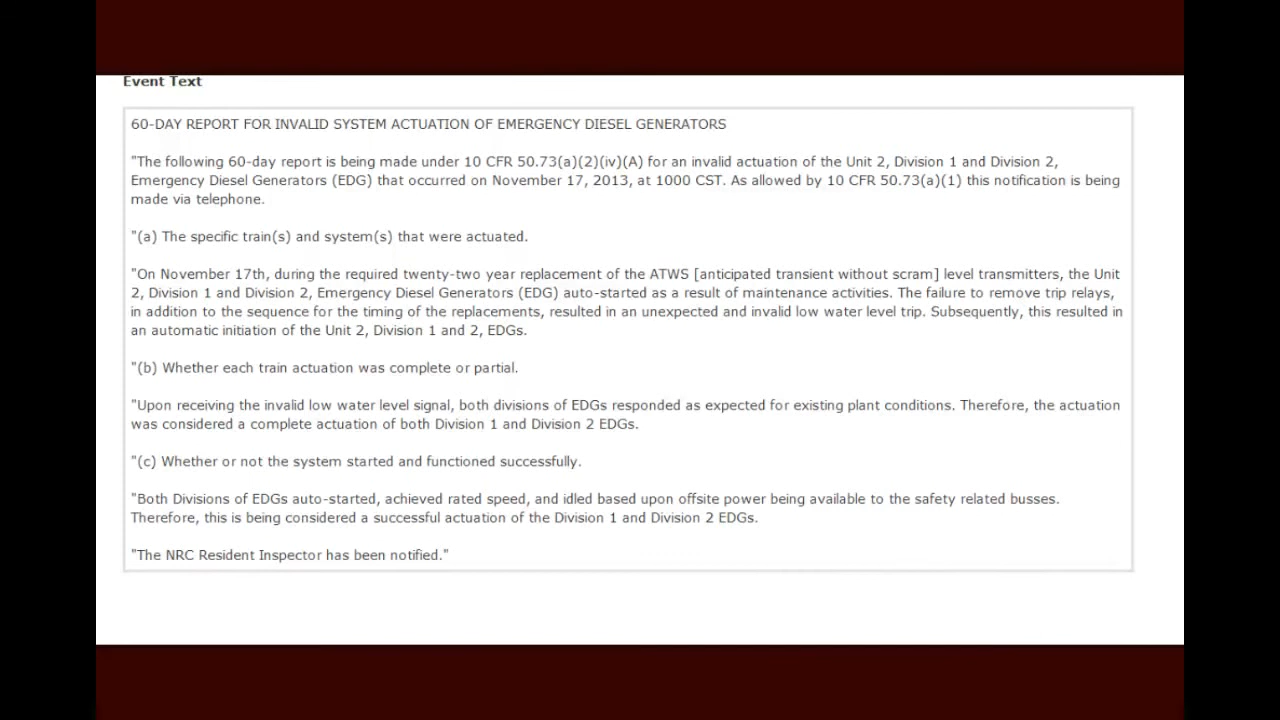 Event Text
60-DAY REPORT FOR INVALID SYSTEM ACTUATION OF EMERGENCY DIESEL GENERATORS
"The following 60-day report is being made under 10 CFR 50.73(a)(2)(iv)(A) for an invalid actuation of the Unit 2, Division 1 and Division 2,
Emergency Diesel Generators (EDG) that occurred on November 17, 2013, at 1000 CST. As allowed by 10 CFR 50.73(a)(1) this notification is being
made via telephone.
"(a) The specific train(s) and system(s) that were actuated.
"On November 17th, during the required twenty-two year replacement of the ATWS [anticipated transient without scram] level transmitters, the Unit
2, Division 1 and Division 2, Emergency Diesel Generators (EDG) auto-started as a result of maintenance activities. The failure to remove trip relays,
in addition to the sequence for the timing of the replacements, resulted in an unexpected and invalid low water level trip. Subsequently, this resulted in
an automatic initiation of the Unit 2, Division 1 and 2, EDGs.
"(b) Whether each train actuation was complete or partial.
"Upon receiving the invalid low water level signal, both divisions of EDGs responded as expected for existing plant conditions. Therefore, the actuation
was considered a complete actuation of both Division 1 and Division 2 EDGs.
"(c) Whether or not the system started and functioned successfully.
"Both Divisions of EDGs auto-started, achieved rated speed, and idled based upon offsite power being available to the safety related busses.
Therefore, this is being considered a successful actuation of the Division 1 and Division 2 EDGs.
"The NRC Resident Inspector has been notified."